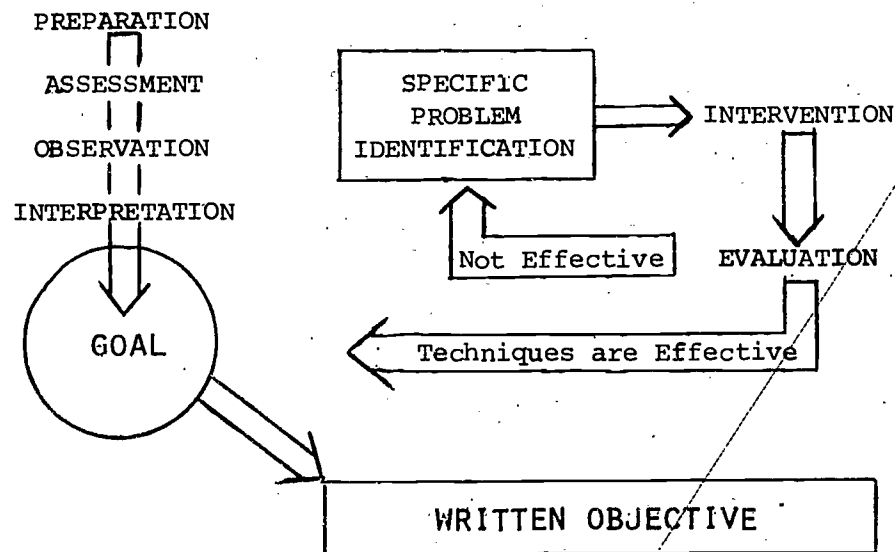 PREPARATION
ASSESSMENT
OBSERVATION
INTERPRETATION
GOAL
SPECIFIC
PROBLEM
IDENTIFICATION
INTERVENTION
EVALUATION
Not Effective
Techniques are Effective
WRITTEN OBJECTIVE